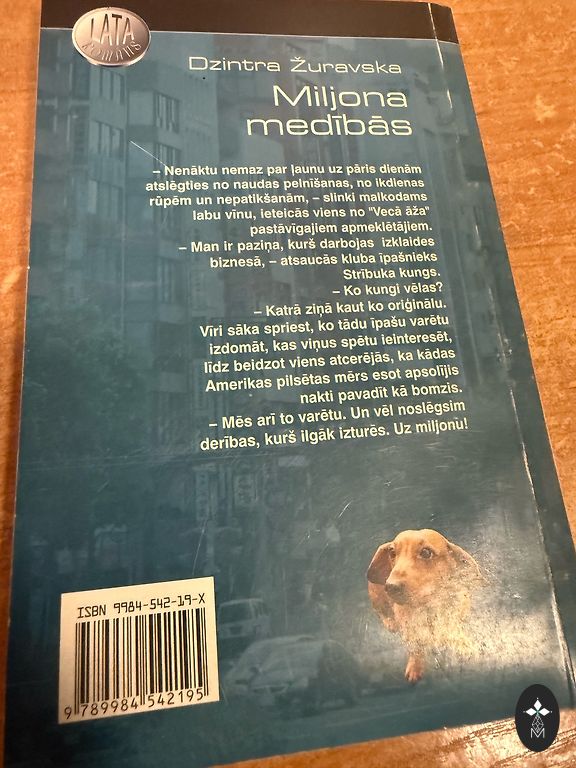 LATA
ROMĀNS
Dzintra Žuravska
Miljona
medībās
– Nenāktu nemaz par ļaunu uz pāris dienām
atslēgties no naudas pelnīšanas, no ikdienas
rūpēm un nepatikšanām, – slinki malkodams
labu vīnu, ieteicās viens no "Vecā āža"
pastāvīgajiem apmeklētājiem.
– Man ir paziņa, kurš darbojas izklaides
biznesā, – atsaucās kluba īpašnieks
Strībuka kungs.
– Ko kungi vēlas?
– Katrā ziņā kaut ko oriģinālu.
Vīri sāka spriest, ko tādu īpašu varētu
izdomāt, kas viņus spētu ieinteresēt,
līdz beidzot viens atcerējās, ka kādas
Amerikas pilsētas mērs esot apsolījis
nakti pavadīt kā bomzis.
– Mēs arī to varētu. Un vēl noslēgsim
derības, kurš ilgāk izturēs. Uz miljonu!
ISBN 9984-542-19-X
9 789984 542195
M